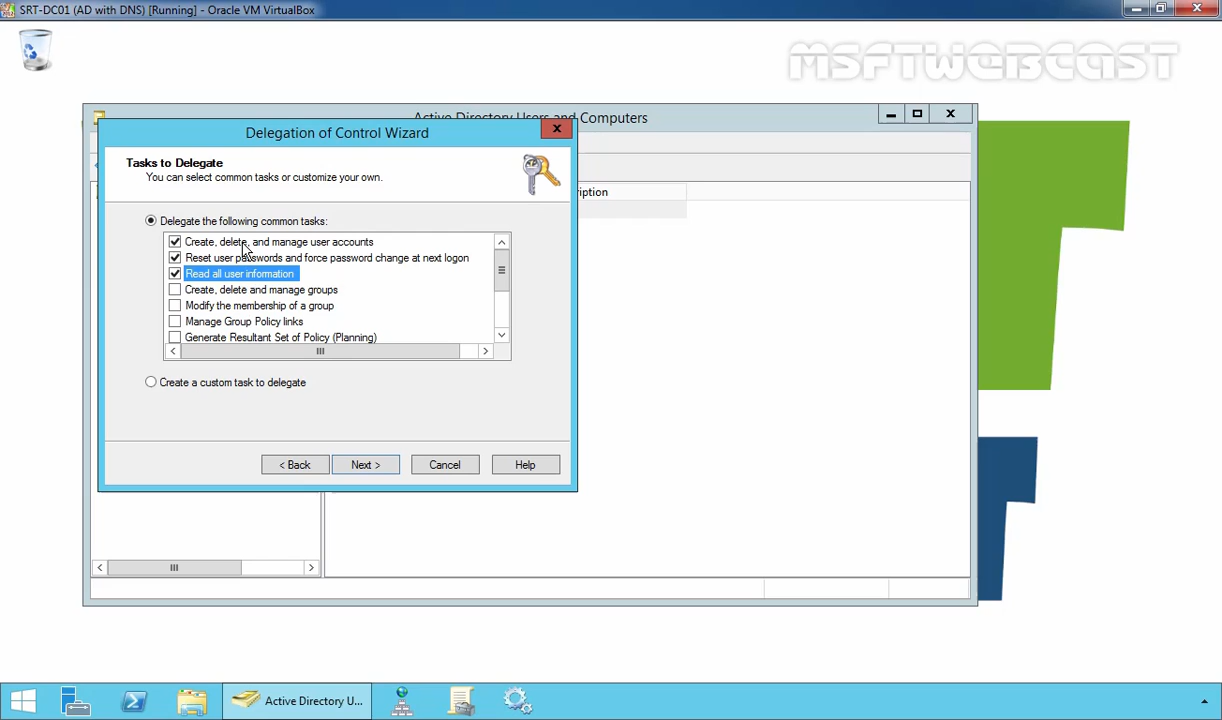 SRT-DC01 (AD with DNS) [Running] - Oracle VM VirtualBox
MSFTWEBCAST
Active Directory Users and Computers
Delegation of Control Wizard
Tasks to Delegate
You can select common tasks or customize your own.
Delegate the following common tasks:
Create, delete, and manage user accounts
Reset user passwords and force password change at next logon
Read all user information
Create, delete and manage groups
Modify the membership of a group
Manage Group Policy links
Generate Resultant Set of Policy (Planning)
Create a custom task to delegate
< Back
Next >
Cancel
Help
Active Directory U...